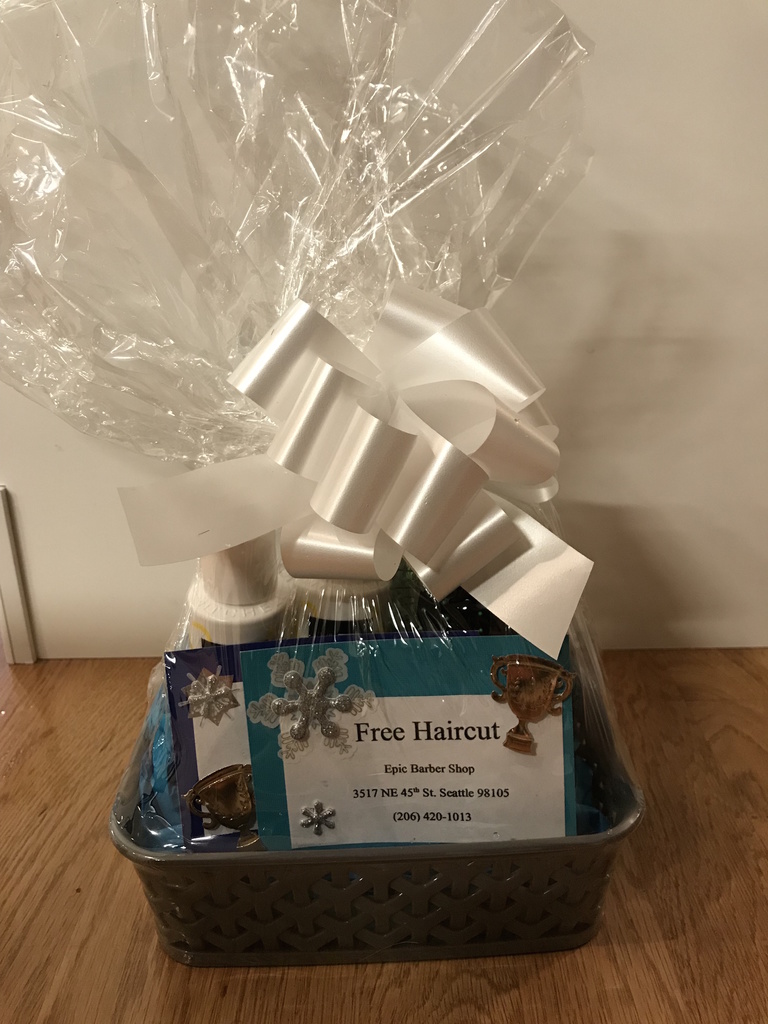 Free Haircut
Epic Barber Shop
3517 NE 45th St. Seattle 98105
(206) 420-1013